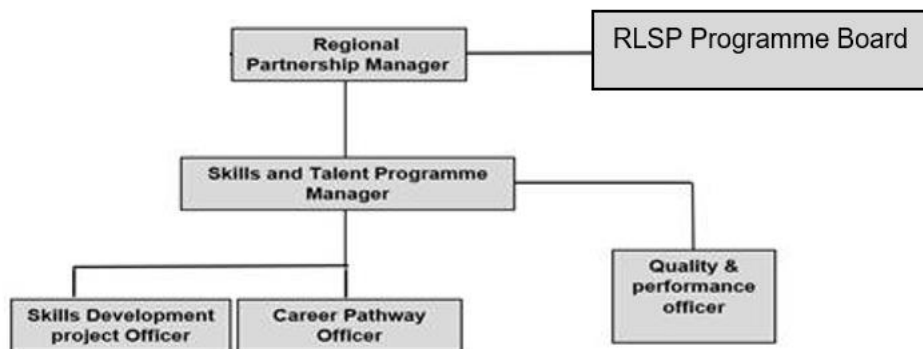 Regional
Partnership Manager
RLSP Programme Board
Skills and Talent Programme
Manager
Quality &
performance
officer
Skills Development
project Officer
Career Pathway
Officer